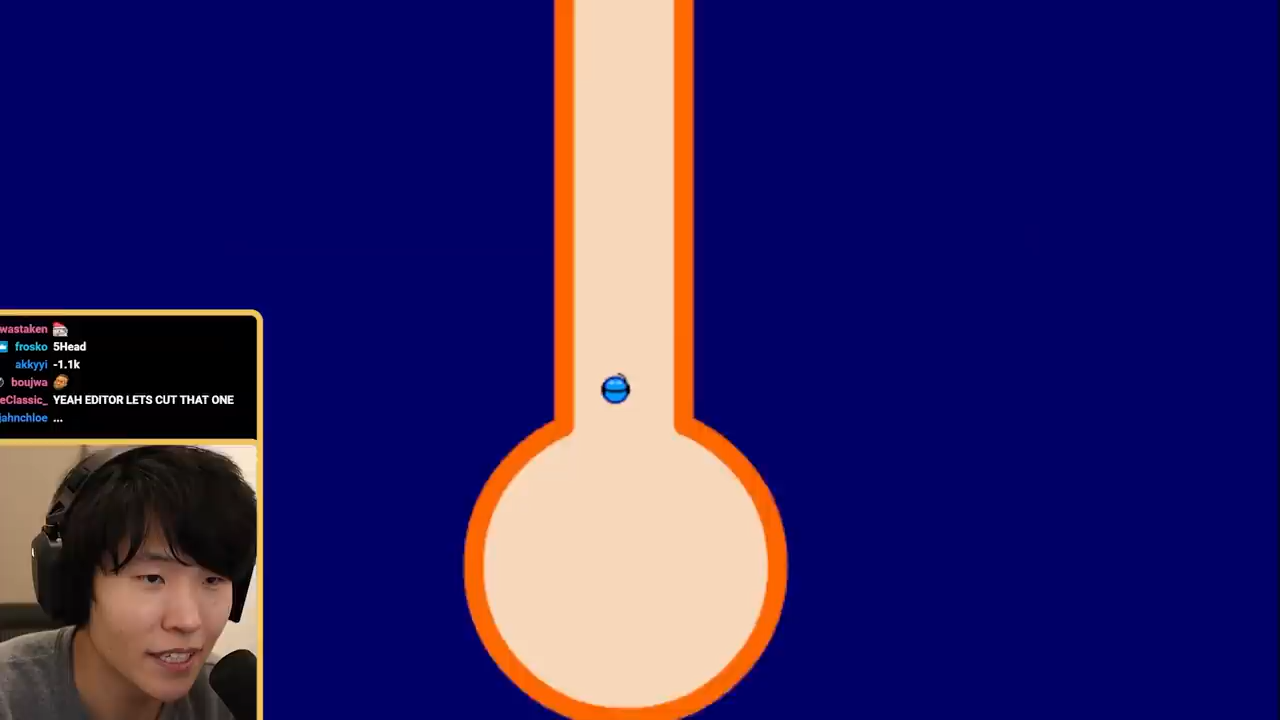 wastaken
frosko 5Head
akkyyi -1.1k
boujwa
eClassic_ YEAH EDITOR LETS CUT THAT ONE
jahnchloe ...